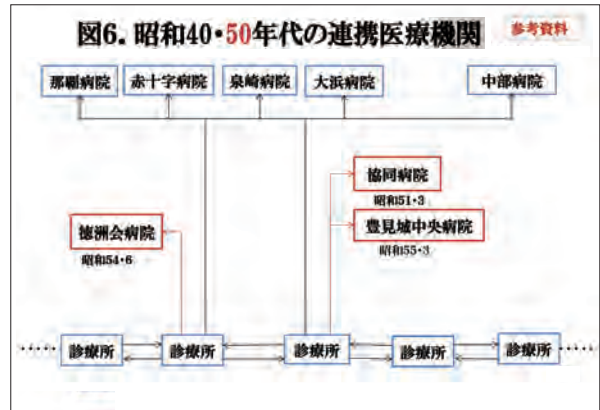 図6. 昭和40・50年代の連携医療機関
参考資料
那覇病院
赤十字病院
泉崎病院
大浜病院
中部病院
協同病院
昭和51・3
徳洲会病院
昭和54・6
豊見城中央病院
昭和55・3
‥‥‥
診療所
診療所
診療所
診療所
診療所
‥‥‥